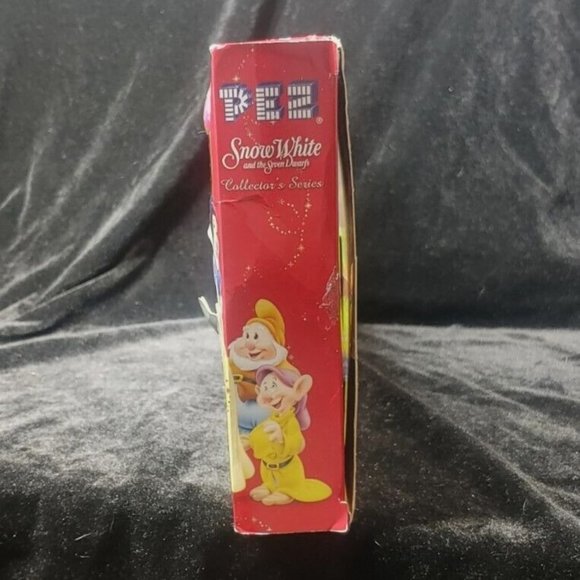 PEZ®
Snow White
and the Seven Dwarfs
Collector's Series